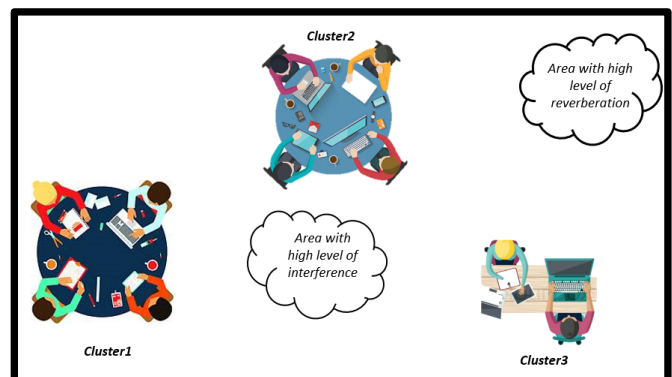 Cluster2
Area with high
level of
reverberation
Area with
high level of
interference
Cluster1
Cluster3